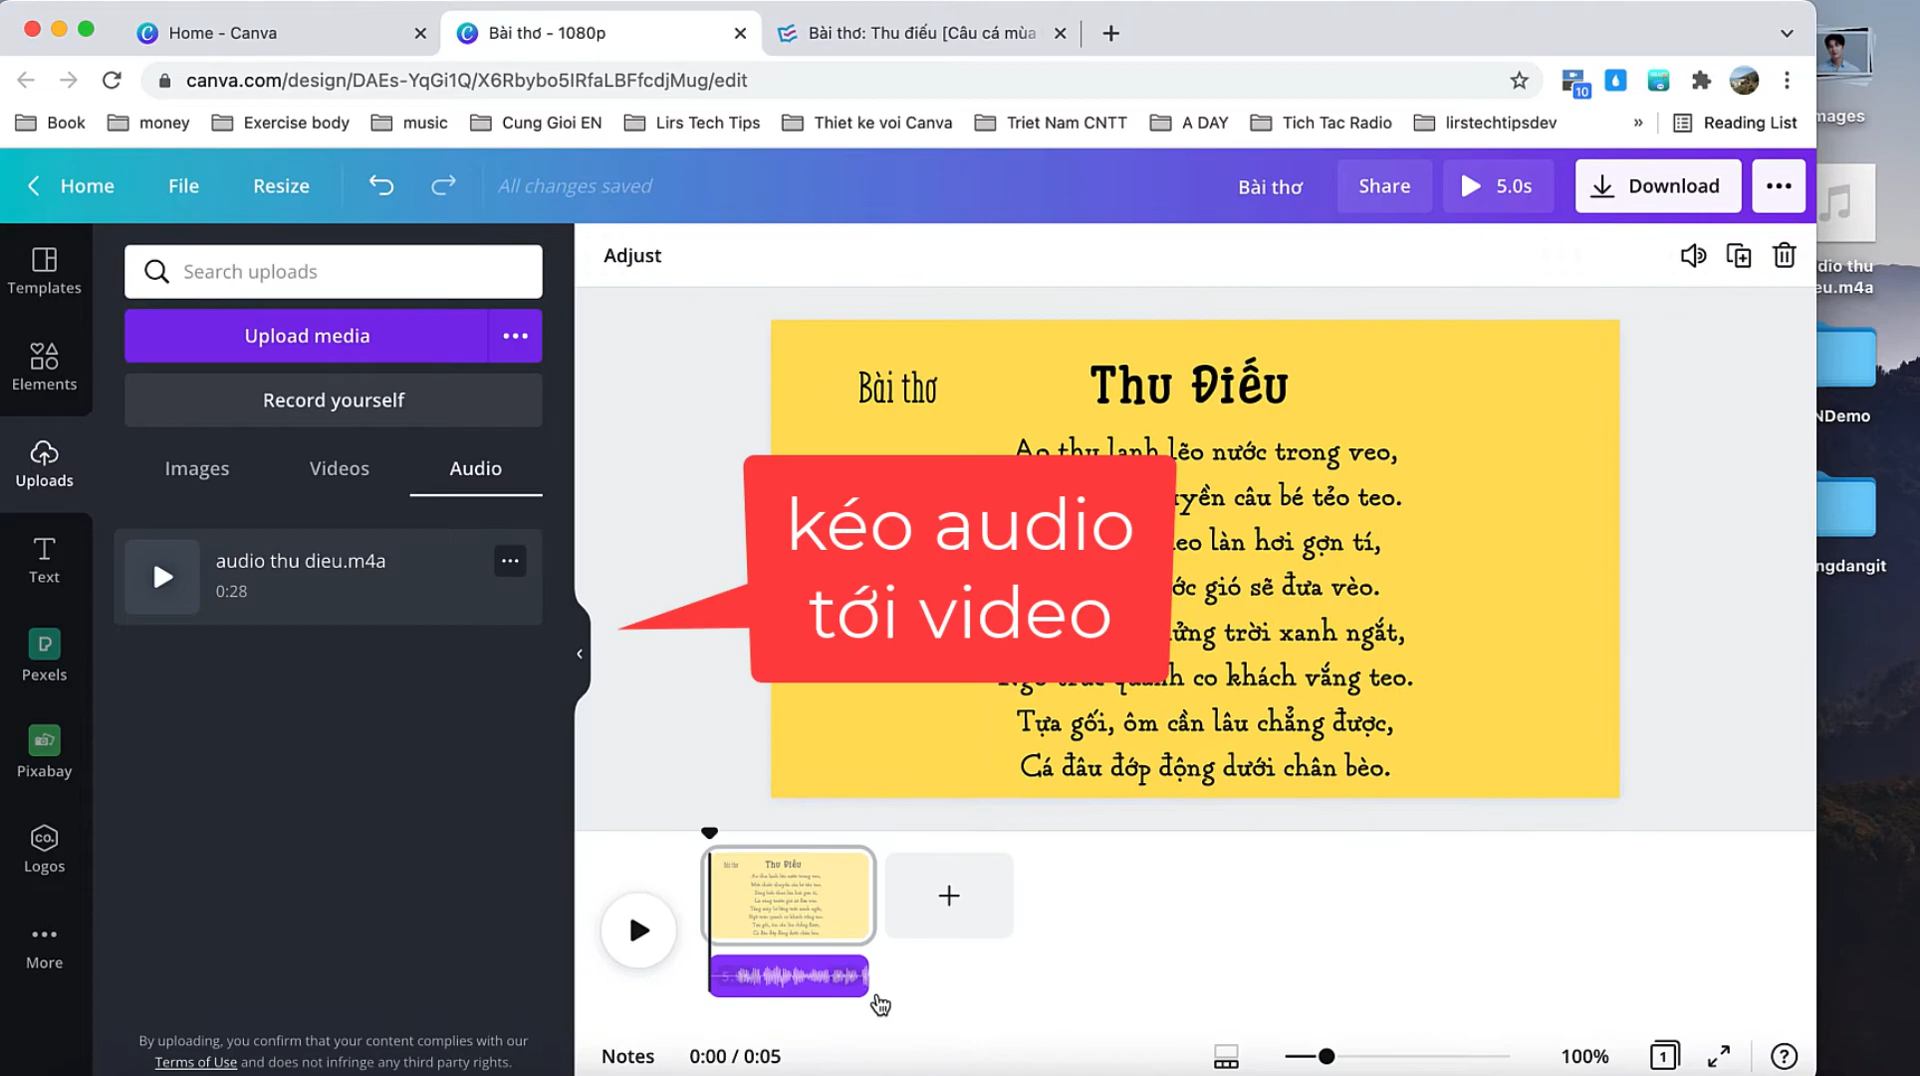 Home - Canva
Bài thơ - 1080p
Bài thơ: Thu điếu [Câu cá mùa
canva.com/design/DAEs-YqGi1Q/X6Rbybo5IRfaLBFfcdjMug/edit
10
Book
money
Exercise body
music
Cung Gioi EN
Lirs Tech Tips
Thiet ke voi Canva
Triet Nam CNTT
A DAY
Tich Tac Radio
lirstechtipsdev
»
Reading List
Home
File
Resize
All changes saved
Bài thơ
Share
5.0s
Download
Templates
Elements
Uploads
Text
Pexels
Pixabay
CO.
Logos
More
Search uploads
Upload media
Record yourself
Images
Videos
Audio
audio thu dieu.m4a
0:28
By uploading, you confirm that your content complies with our
Terms of Use and does not infringe any third party rights.
Adjust
Bài thơ
Thu Điếu
Ao thu lạnh lẽo nước trong veo,
câu bé tẻo teo.
làn hơi gợn tí,
gió sẽ đưa vèo.
trời xanh ngắt,
co khách vắng teo.
Tựa gối, ôm cần lâu chẳng được,
Cá đâu đớp động dưới chân bèo.
kéo audio
tới video
Notes
0:00 / 0:05
100%
1
mages
dio thu
dieu.m4a
NDemo
ngdangit